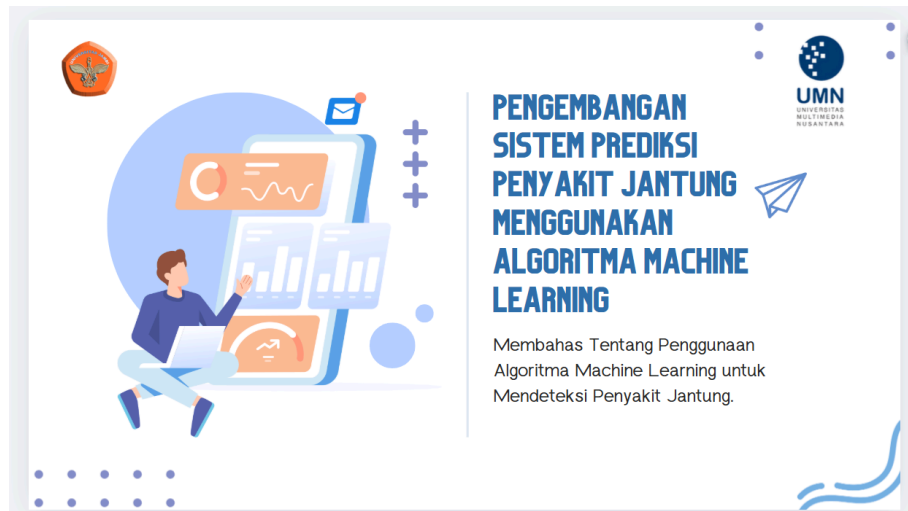 UMN
UNIVERSITAS
MULTIMEDIA
NUSANTARA
PENGEMBANGAN
SISTEM PREDIKSI
PENYAKIT JANTUNG
MENGGUNAKAN
ALGORITMA MACHINE
LEARNING
Membahas Tentang Penggunaan
Algoritma Machine Learning untuk
Mendeteksi Penyakit Jantung.